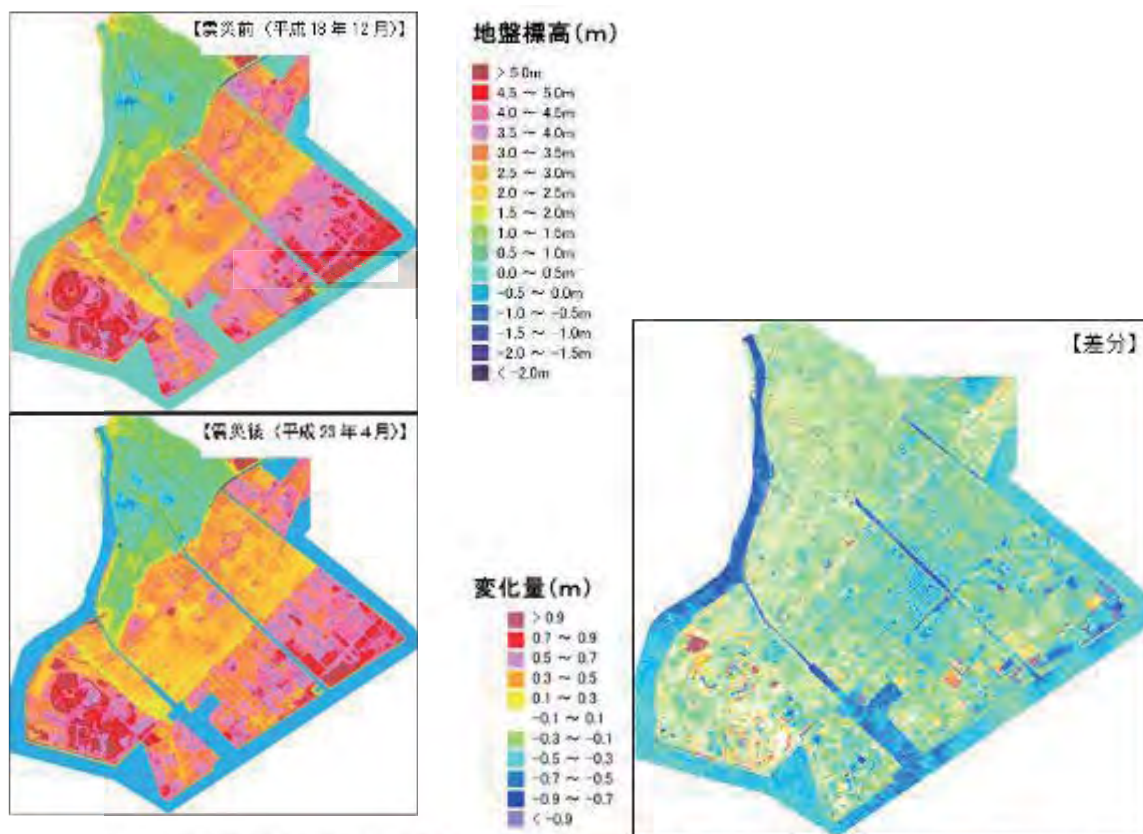 【震災前（平成18年12月）】
地盤標高(m)
> 5.0m
4.5 ～ 5.0m
4.0 ～ 4.5m
3.5 ～ 4.0m
3.0 ～ 3.5m
2.5 ～ 3.0m
2.0 ～ 2.5m
1.5 ～ 2.0m
1.0 ～ 1.5m
0.5 ～ 1.0m
0.0 ～ 0.5m
-0.5 ～ 0.0m
-1.0 ～ -0.5m
-1.5 ～ -1.0m
-2.0 ～ -1.5m
< -2.0m
【震災後（平成23年4月）】
【差分】
変化量(m)
> 0.9
0.7 ～ 0.9
0.5 ～ 0.7
0.3 ～ 0.5
0.1 ～ 0.3
-0.1 ～ 0.1
-0.3 ～ -0.1
-0.5 ～ -0.3
-0.7 ～ -0.5
-0.9 ～ -0.7
< -0.9